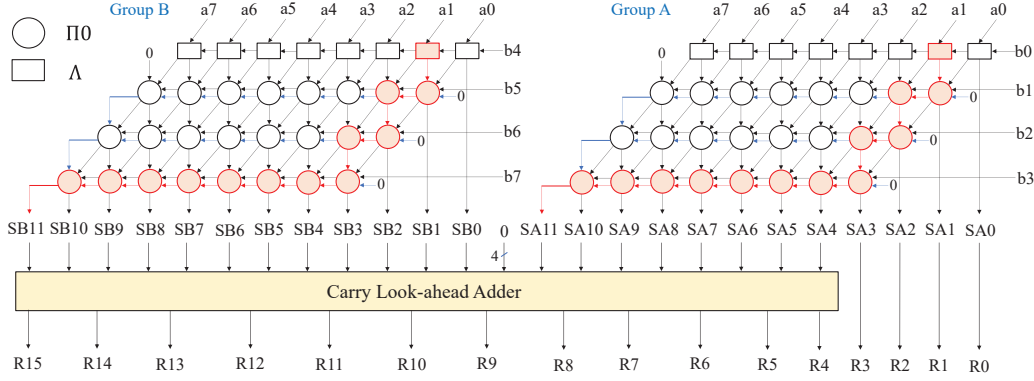 Group B a7 a6 a5 a4 a3 a2 a1 a0 Group A a7 a6 a5 a4 a3 a2 a1 a0
Π0
0 b4 0 b0
Λ
0 b5 0 b1
0 b6 0 b2
0 b7 0 b3
SB11 SB10 SB9 SB8 SB7 SB6 SB5 SB4 SB3 SB2 SB1 SB0 0 SA11 SA10 SA9 SA8 SA7 SA6 SA5 SA4 SA3 SA2 SA1 SA0
4
Carry Look-ahead Adder
R15 R14 R13 R12 R11 R10 R9 R8 R7 R6 R5 R4 R3 R2 R1 R0